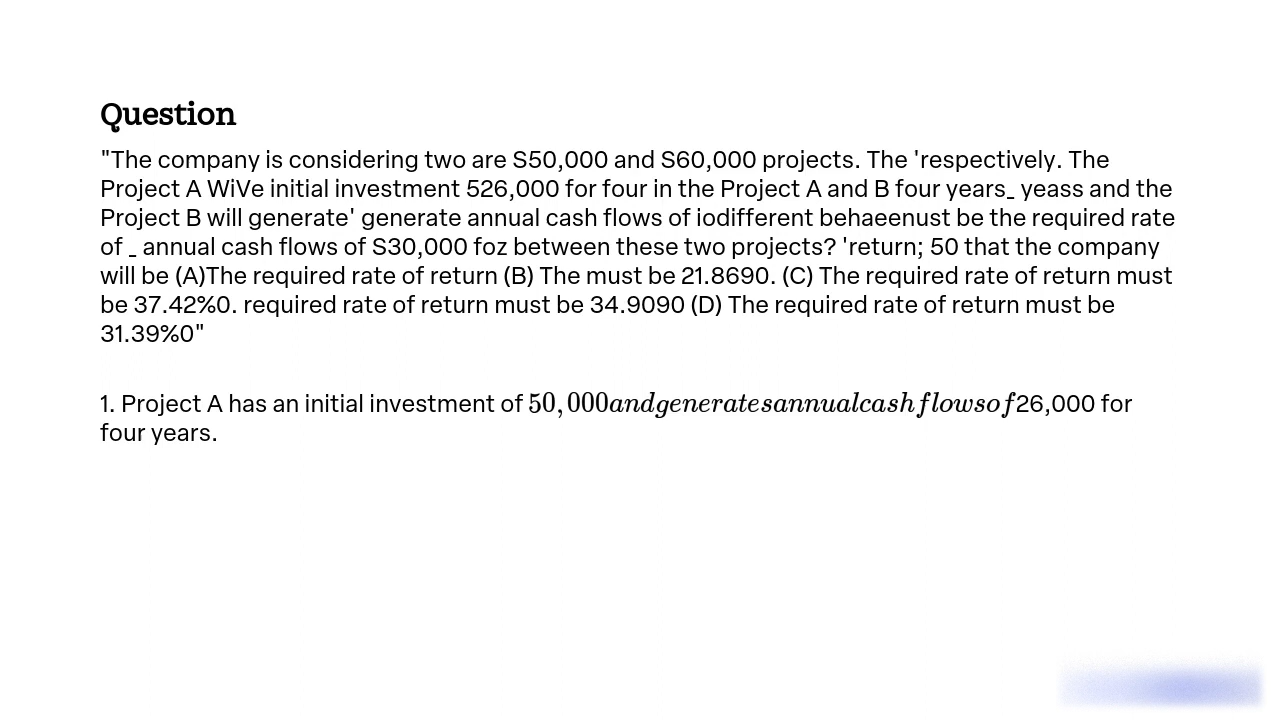 Question
"The company is considering two are S50,000 and S60,000 projects. The 'respectively. The
Project A WiVe initial investment 526,000 for four in the Project A and B four years_ yeass and the
Project B will generate' generate annual cash flows of iodifferent behaeenust be the required rate
of _ annual cash flows of S30,000 foz between these two projects? 'return; 50 that the company
will be (A)The required rate of return (B) The must be 21.8690. (C) The required rate of return must
be 37.42%0. required rate of return must be 34.9090 (D) The required rate of return must be
31.39%0"
1. Project A has an initial investment of 50,000andgeneratesannualcashflowsof26,000 for
four years.